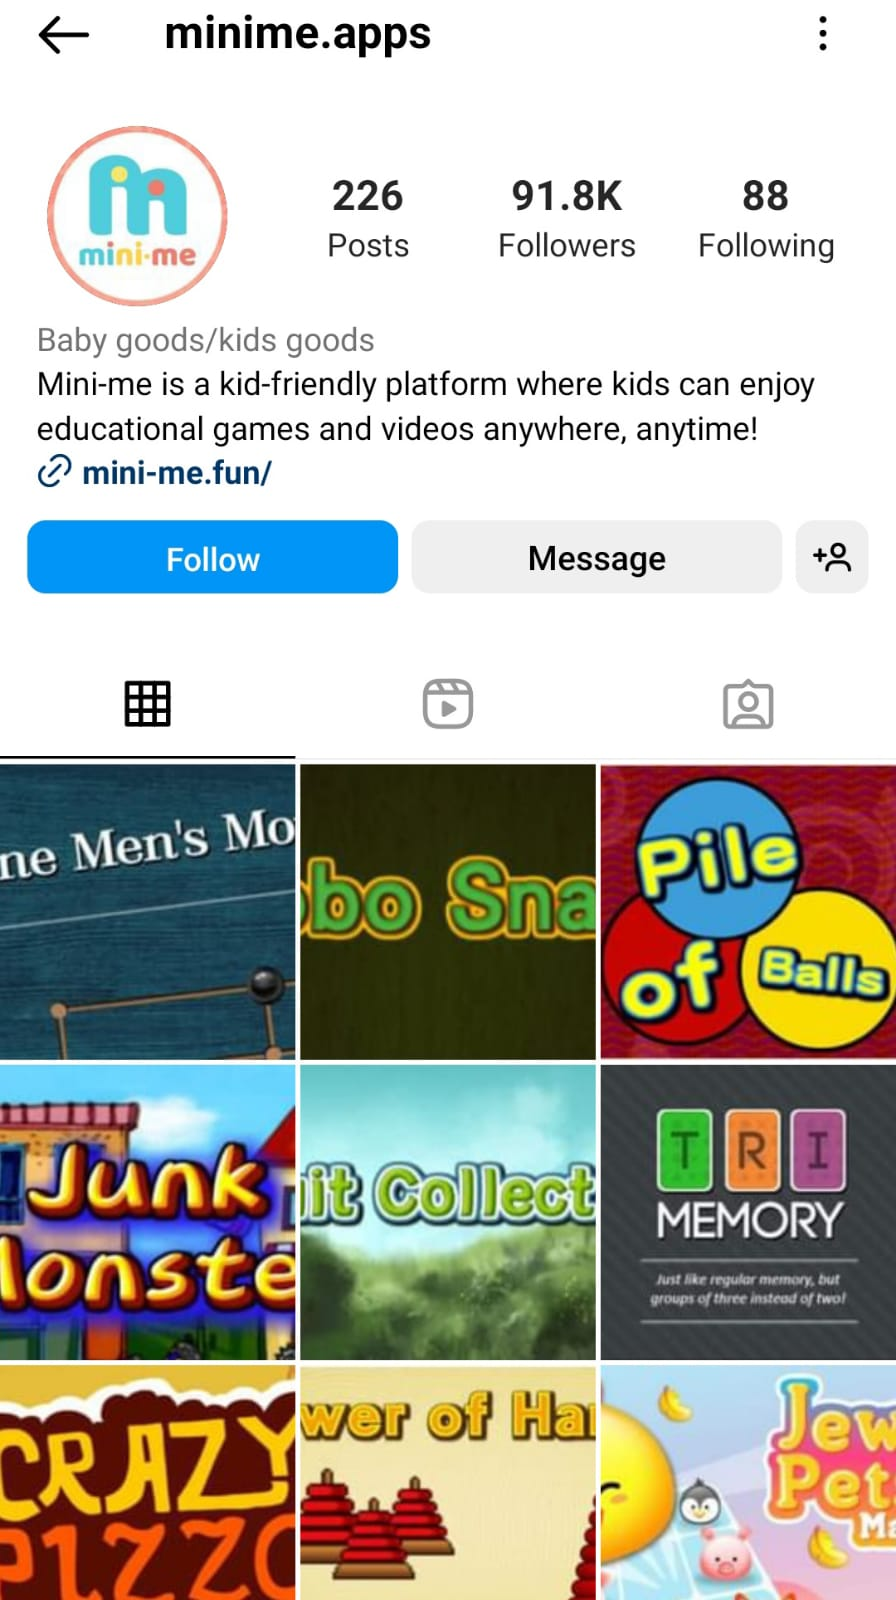 minime.apps
mini-me
226
Posts
91.8K
Followers
88
Following
Baby goods/kids goods
Mini-me is a kid-friendly platform where kids can enjoy
educational games and videos anywhere, anytime!
mini-me.fun/
Follow
Message
ne Men's Mo
bo Sna
Pile
of
Balls
Junk
Monste
it Collect
TRI
MEMORY
Just like regular memory, but
groups of three instead of two!
CRAZY
PIZZ
wer of Ha
Jew
Pet
Ma